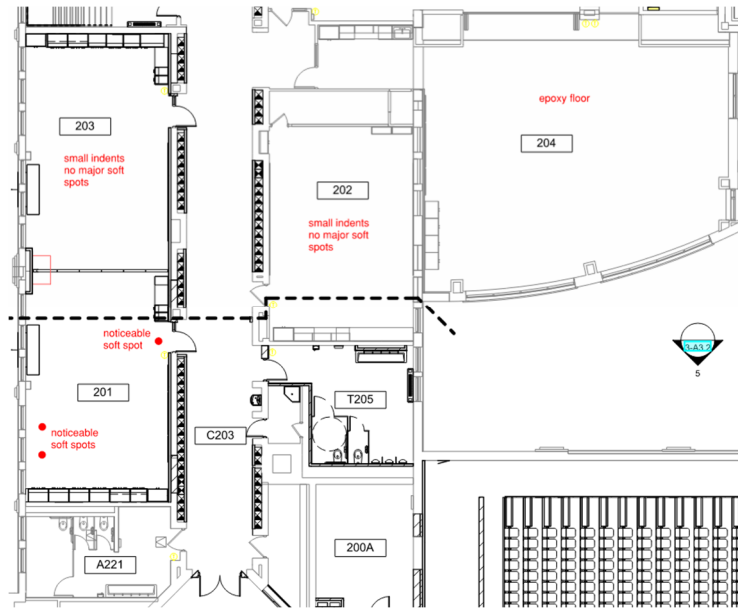 203
small indents
no major soft
spots
202
small indents
no major soft
spots
epoxy floor
204
noticeable
soft spot
201
noticeable
soft spots
C203
T205
3-A3.2
5
A221
200A